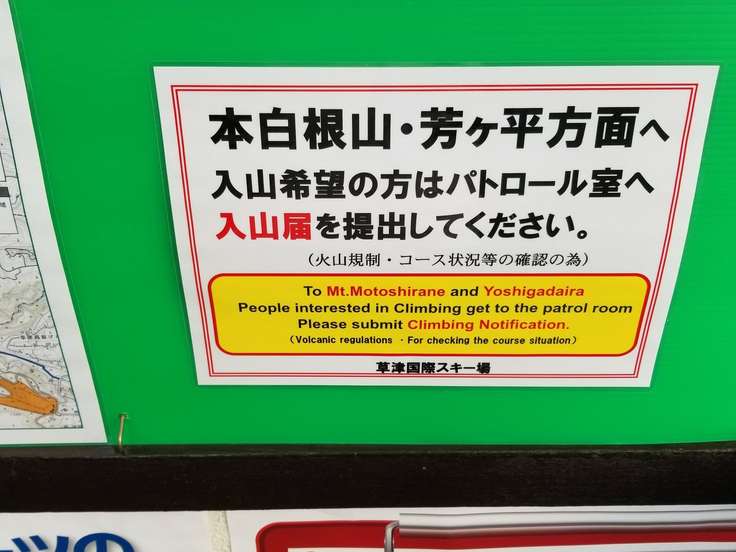 本白根山・芳ヶ平方面へ
入山希望の方はパトロール室へ
入山届を提出してください。
(火山規制・コース状況等の確認の為)
To Mt.Motoshirane and Yoshigadaira
People interested in Climbing get to the patrol room
Please submit Climbing Notification.
(Volcanic regulations ・For checking the course situation)
草津国際スキー場